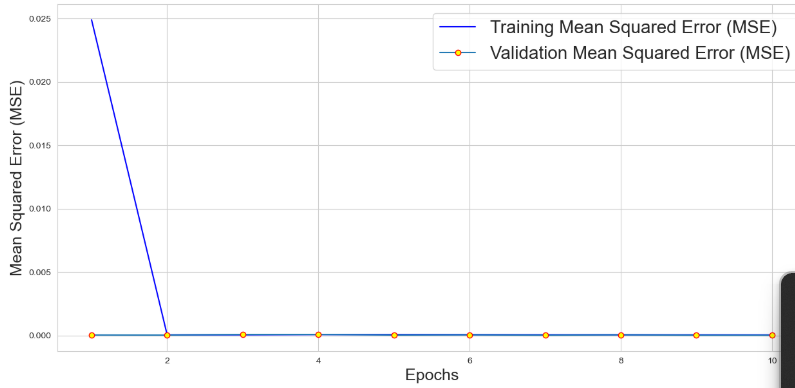 Training Mean Squared Error (MSE)
Validation Mean Squared Error (MSE)
Mean Squared Error (MSE)
0.025
0.020
0.015
0.010
0.005
0.000
2 4 6 8 10
Epochs